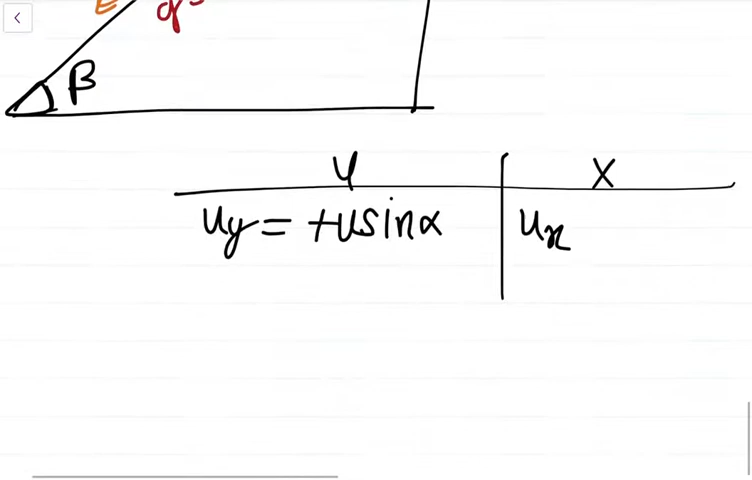 β
y x
uy = +usinα ux